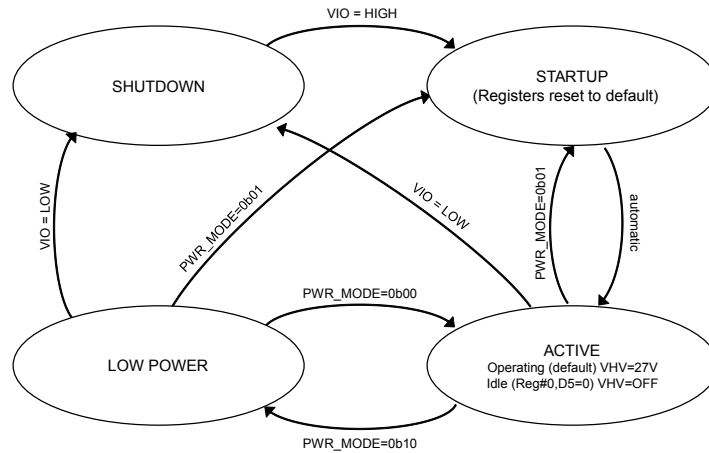 VIO = HIGH
SHUTDOWN
STARTUP
(Registers reset to default)
VIO = LOW
PWR_MODE=0b01
VIO = LOW
PWR_MODE=0b01
automatic
PWR_MODE=0b00
LOW POWER
ACTIVE
Operating (default) VHV=27V
Idle (Reg#0,D5=0) VHV=OFF
PWR_MODE=0b10